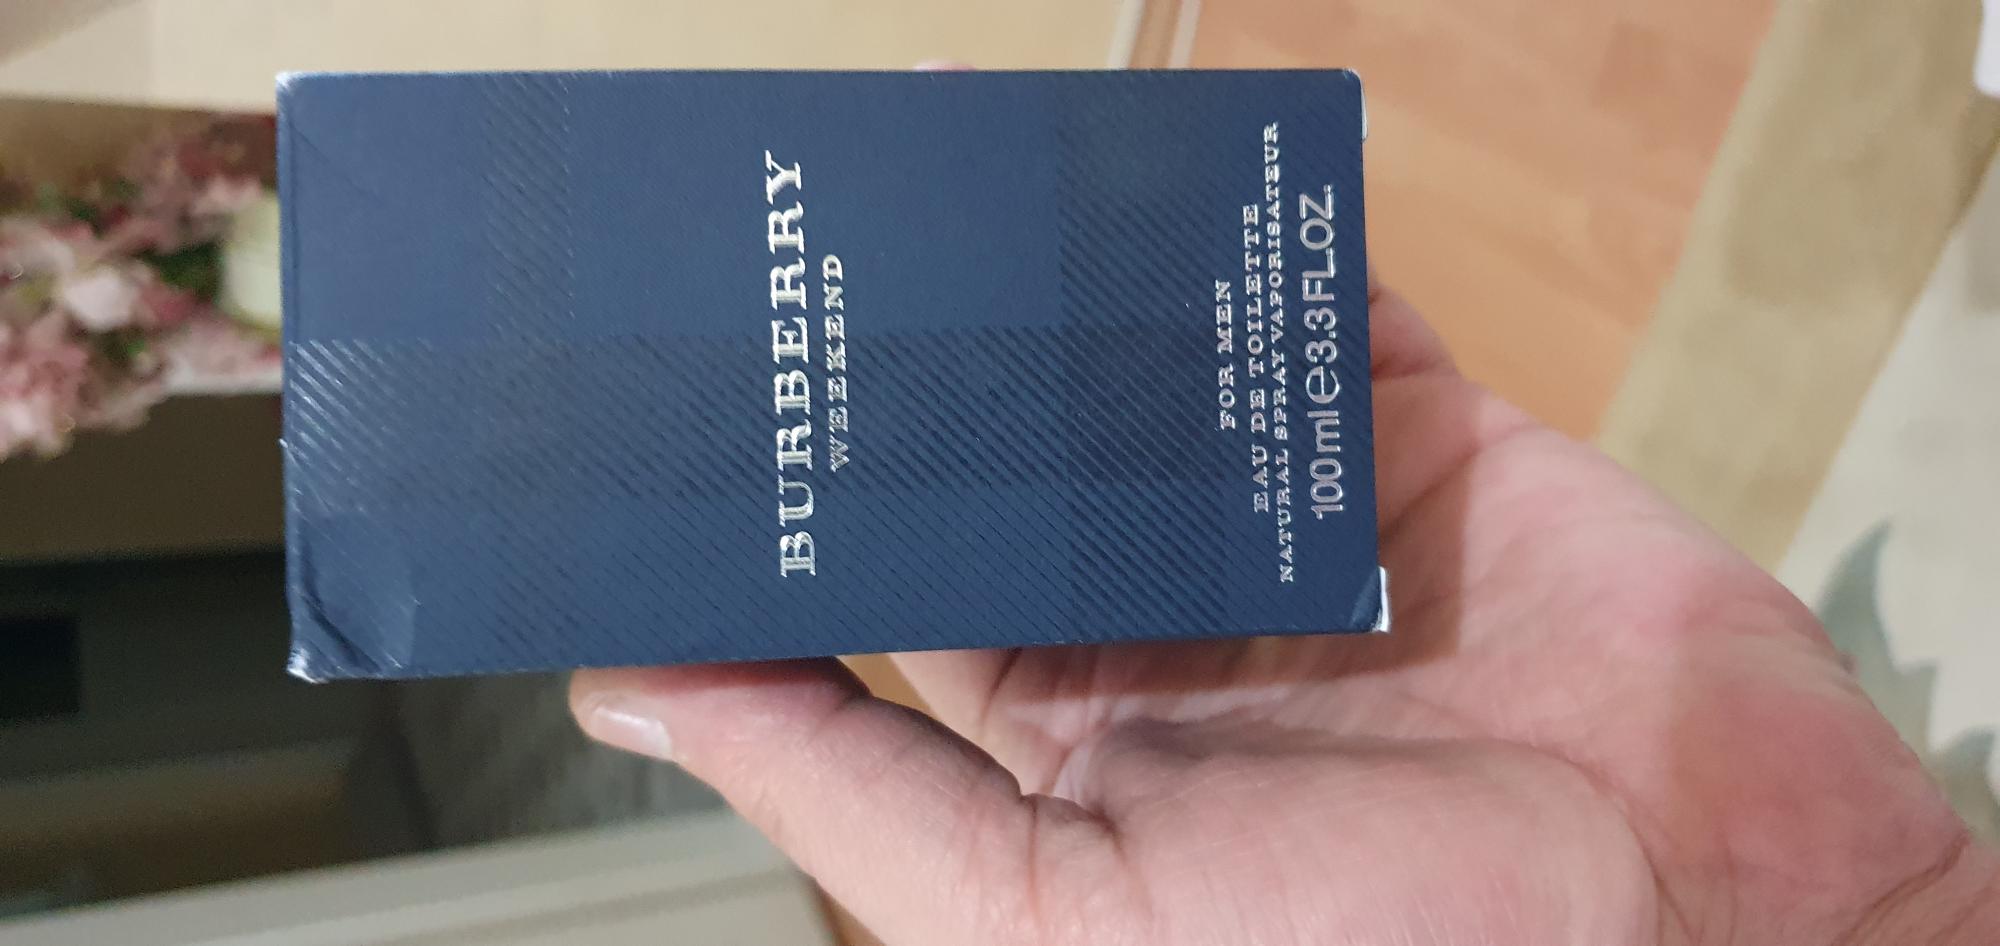 BURBERRY
WEEKEND
FOR MEN
EAU DE TOILETTE
NATURAL SPRAY VAPORISATEUR
100ml℮3.3FL.OZ.